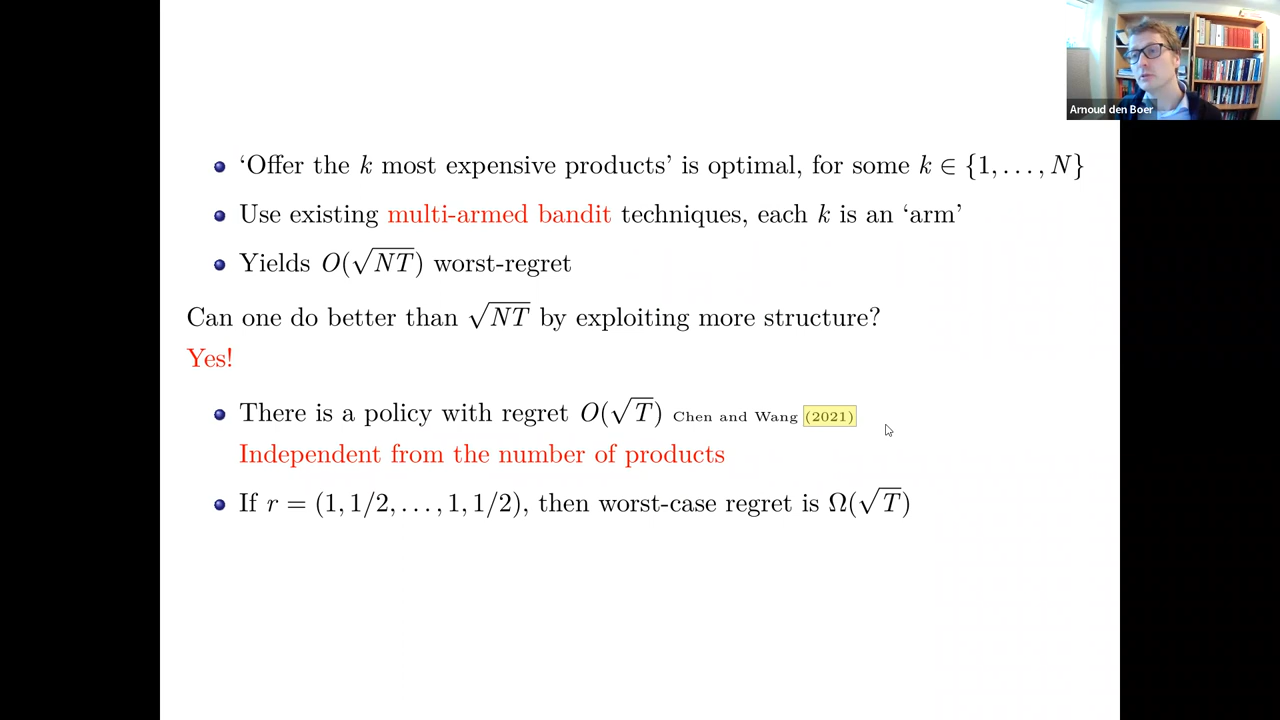 Arnoud den Boer
‘Offer the k most expensive products’ is optimal, for some k ∈ {1, . . . , N}
Use existing multi-armed bandit techniques, each k is an ‘arm’
Yields O(√NT) worst-regret
Can one do better than √NT by exploiting more structure?
Yes!
There is a policy with regret O(√T) Chen and Wang (2021)
Independent from the number of products
If r = (1, 1/2, . . . , 1, 1/2), then worst-case regret is Ω(√T)